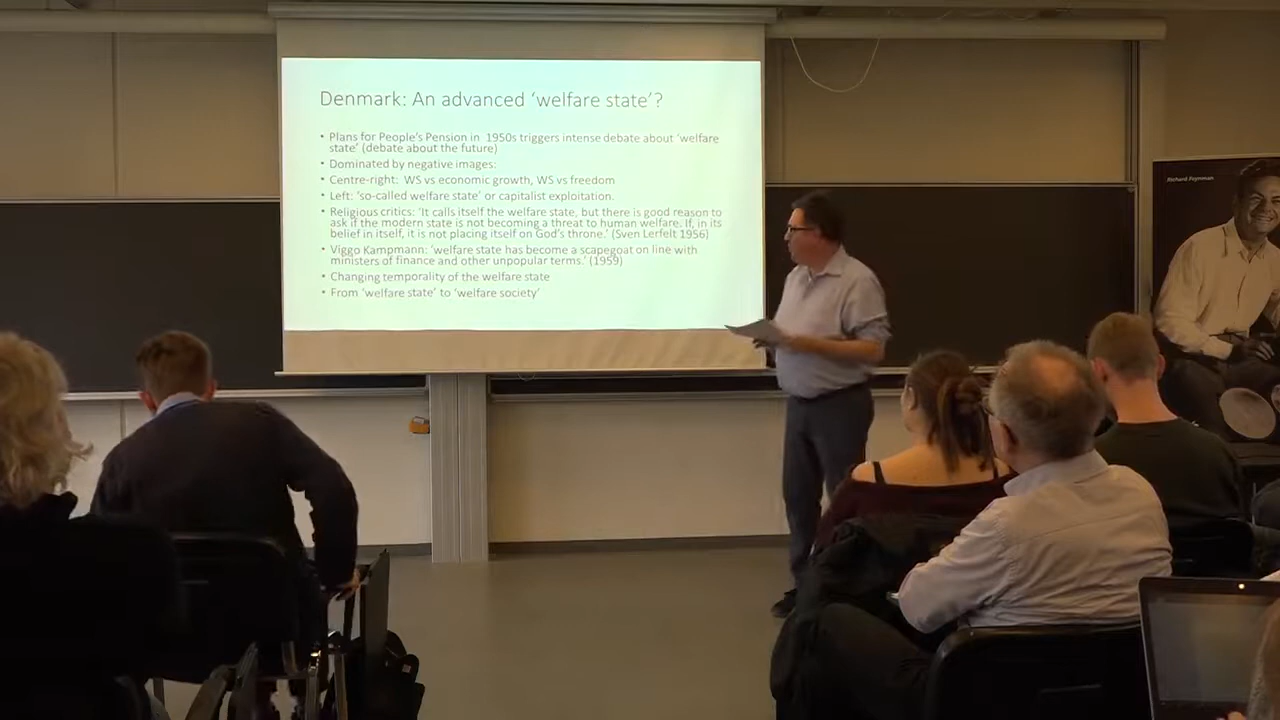 Denmark: An advanced ‘welfare state’?
• Plans for People’s Pension in 1950s triggers intense debate about ‘welfare
state’ (debate about the future)
• Dominated by negative images:
• Centre-right: WS vs economic growth, WS vs freedom
• Left: ‘so-called welfare state’ or capitalist exploitation.
• Religious critics: ‘It calls itself the welfare state, but there is good reason to
ask if the modern state is not becoming a threat to human welfare. If, in its
belief in itself, it is not placing itself on God’s throne.’ (Sven Lerfelt 1956)
• Viggo Kampmann: ‘welfare state has become a scapegoat on line with
ministers of finance and other unpopular terms.’ (1959)
• Changing temporality of the welfare state
• From ‘welfare state’ to ‘welfare society’
Richard Feynman